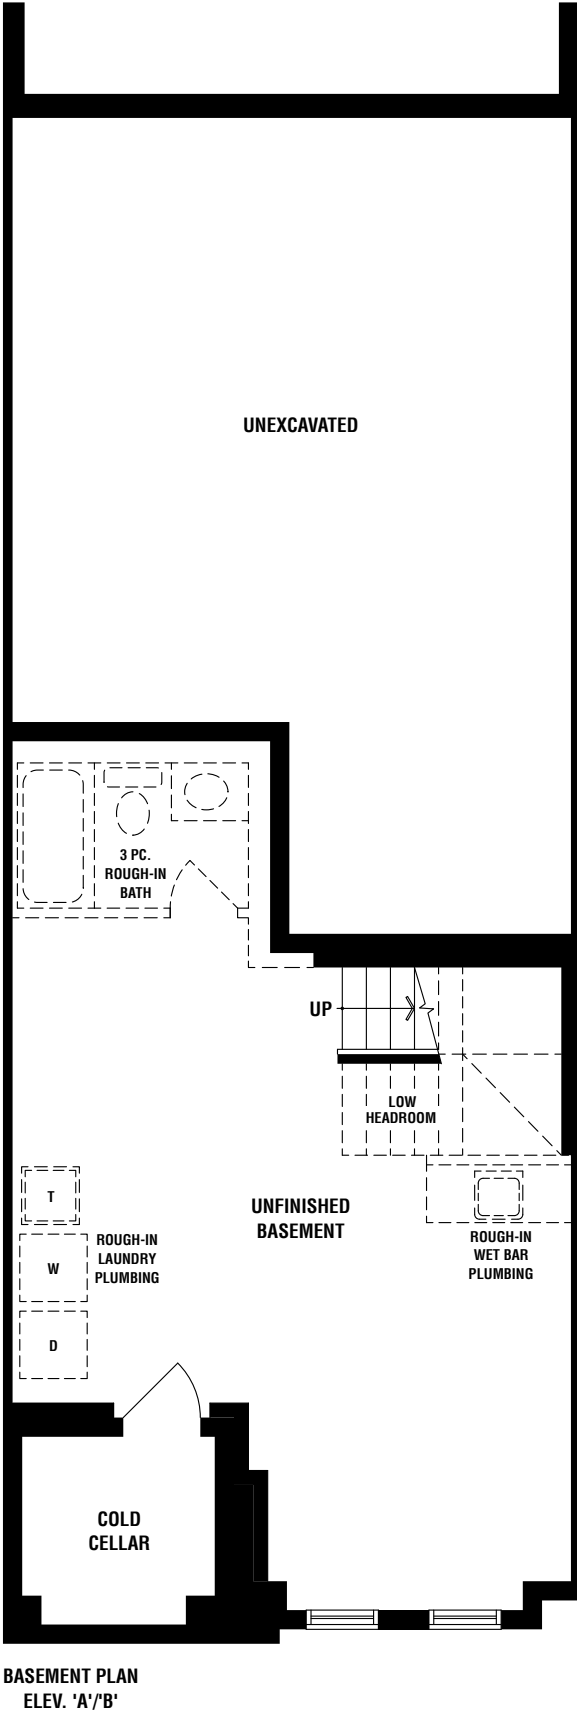 UNEXCAVATED
3 PC.
ROUGH-IN
BATH
UP
LOW
HEADROOM
T
W
D
ROUGH-IN
LAUNDRY
PLUMBING
UNFINISHED
BASEMENT
ROUGH-IN
WET BAR
PLUMBING
COLD
CELLAR
BASEMENT PLAN
ELEV. 'A'/'B'